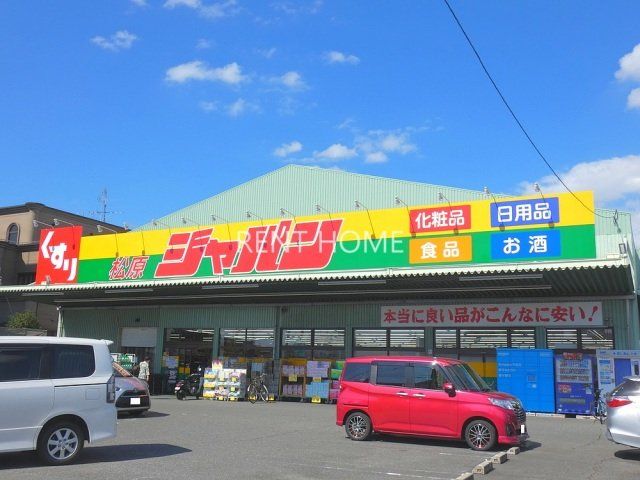 くすり
松原
ジャパン
化粧品
日用品
食品
お酒
RENT HOME
本当に良い品がこんなに安い!